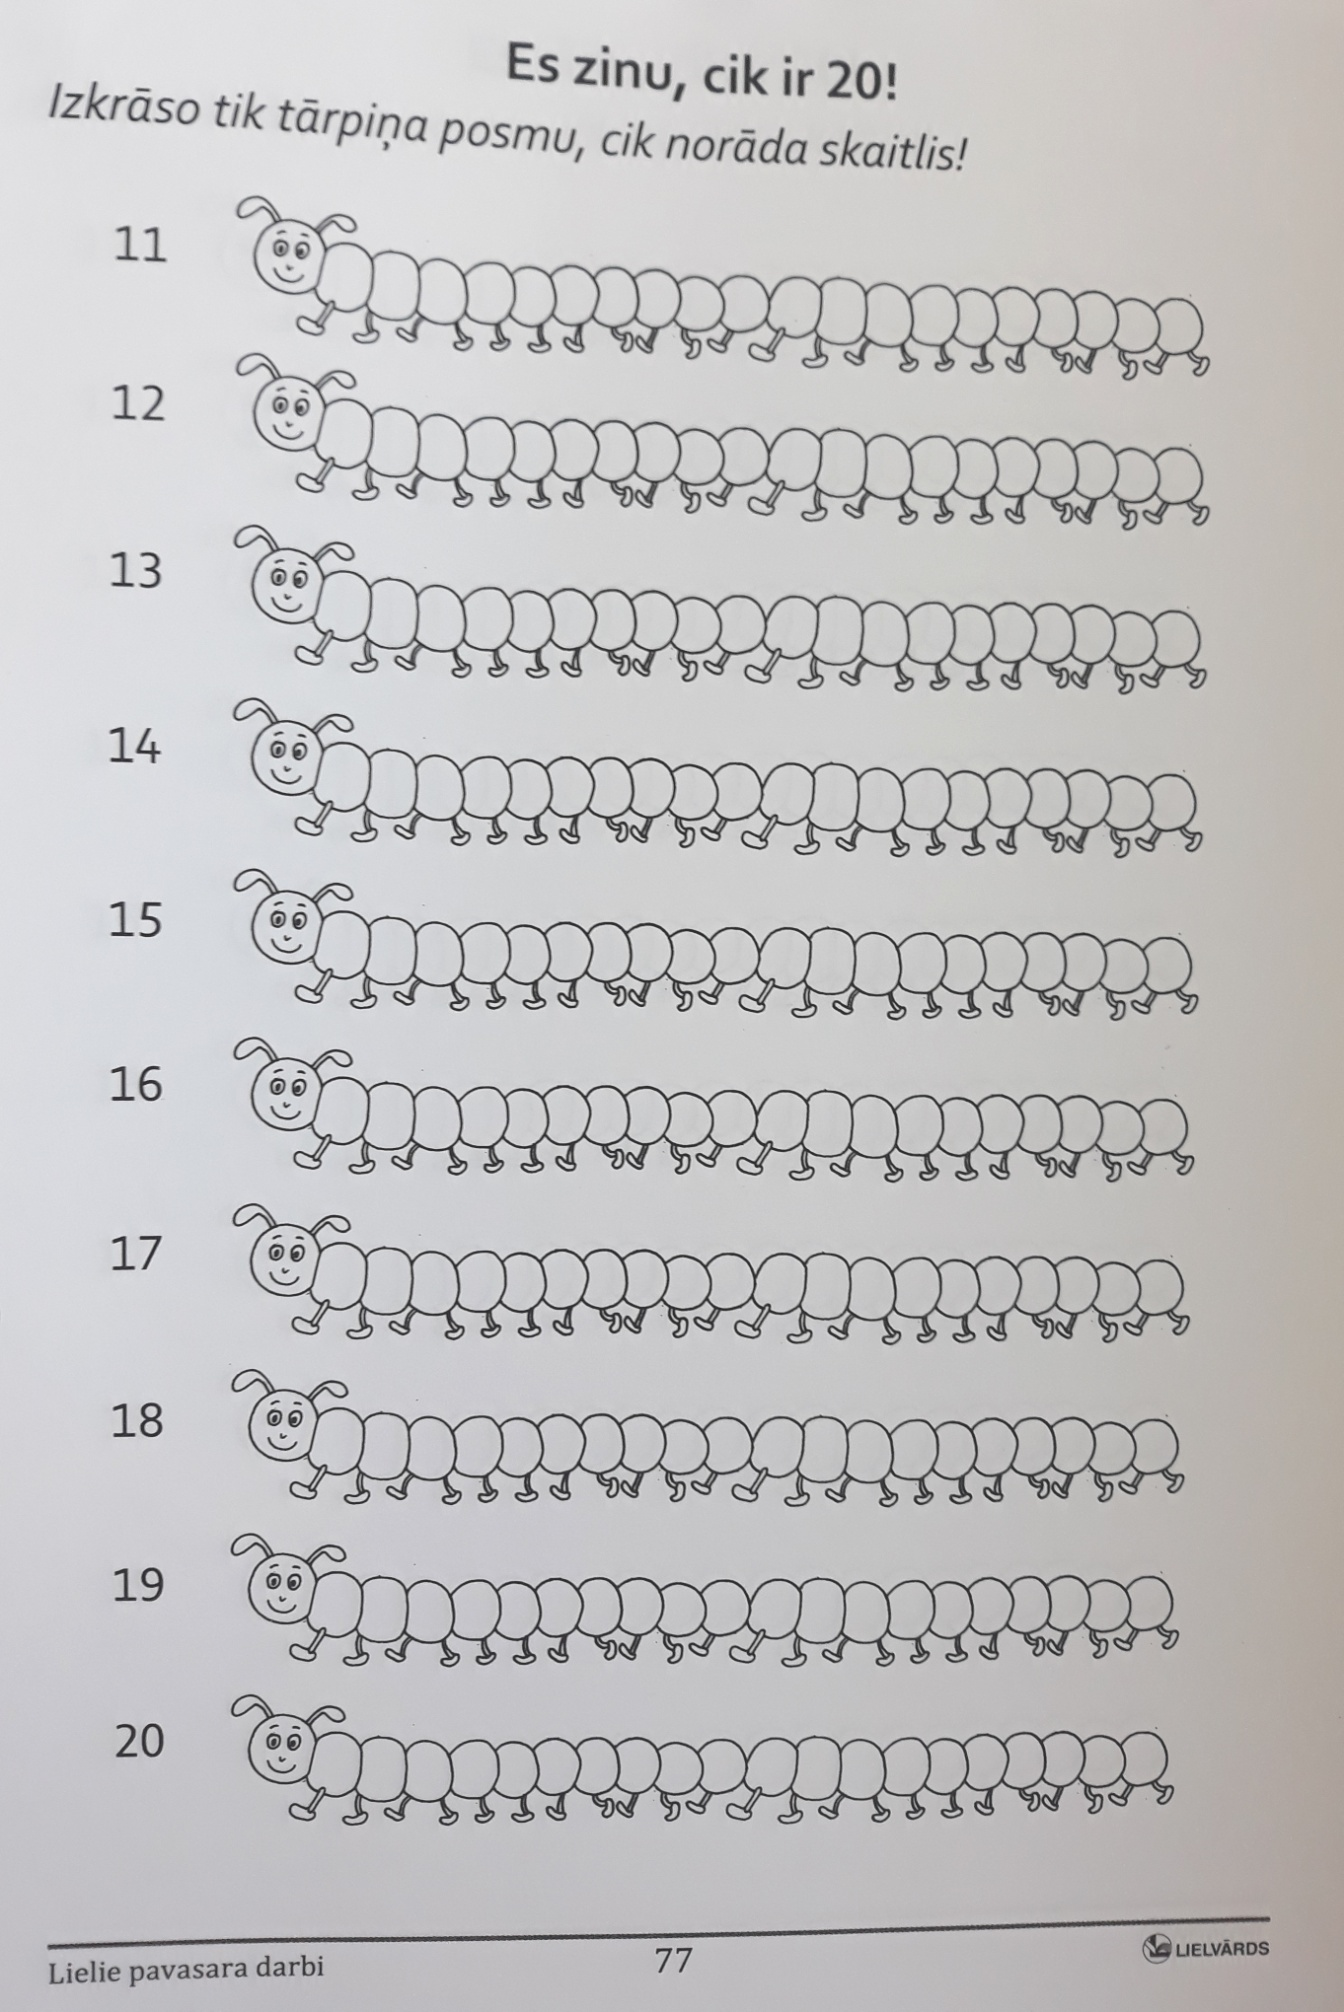 Es zinu, cik ir 20!
Izkrāso tik tārpiņa posmu, cik norāda skaitlis!
11
12
13
14
15
16
17
18
19
20
Lielie pavasara darbi
77
LIELVĀRDS